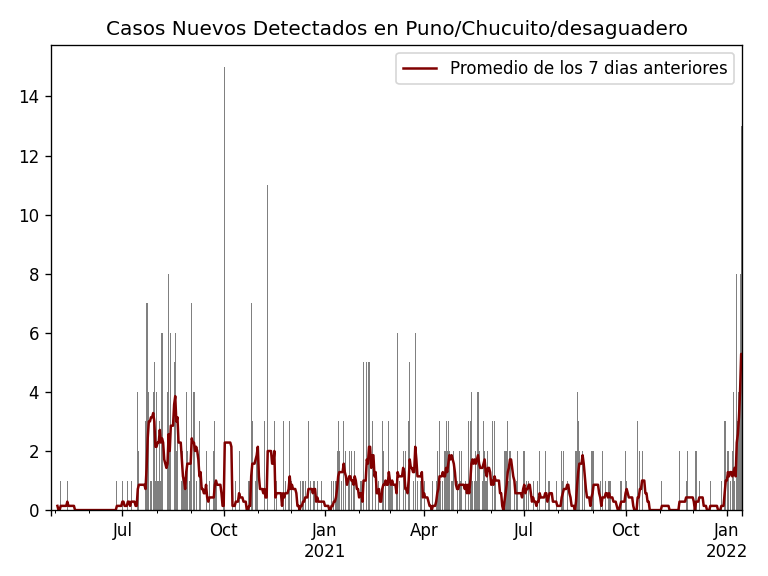 Casos Nuevos Detectados en Puno/Chucuito/desaguadero
Promedio de los 7 dias anteriores
14
12
10
8
6
4
2
0
Jul
Oct
Jan
2021
Apr
Jul
Oct
Jan
2022